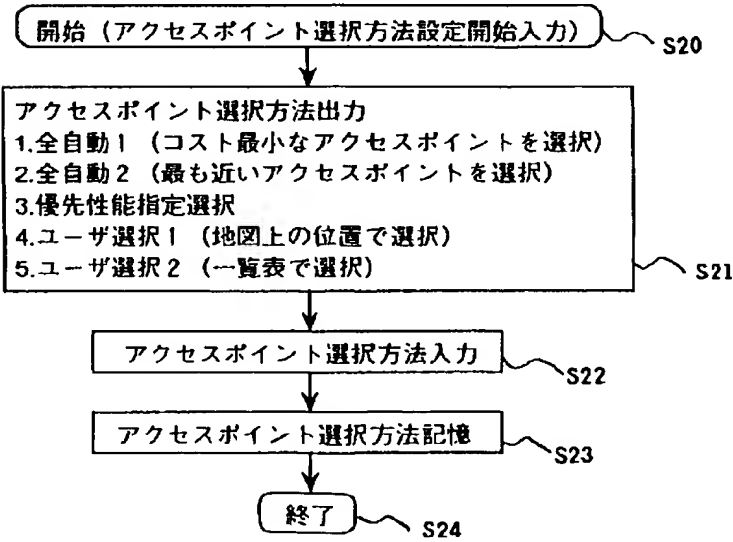 開始（アクセスポイント選択方法設定開始入力）
S20
アクセスポイント選択方法出力
1.全自動１（コスト最小なアクセスポイントを選択）
2.全自動２（最も近いアクセスポイントを選択）
3.優先性能指定選択
4.ユーザ選択１（地図上の位置で選択）
5.ユーザ選択２（一覧表で選択）
S21
アクセスポイント選択方法入力
S22
アクセスポイント選択方法記憶
S23
終了
S24